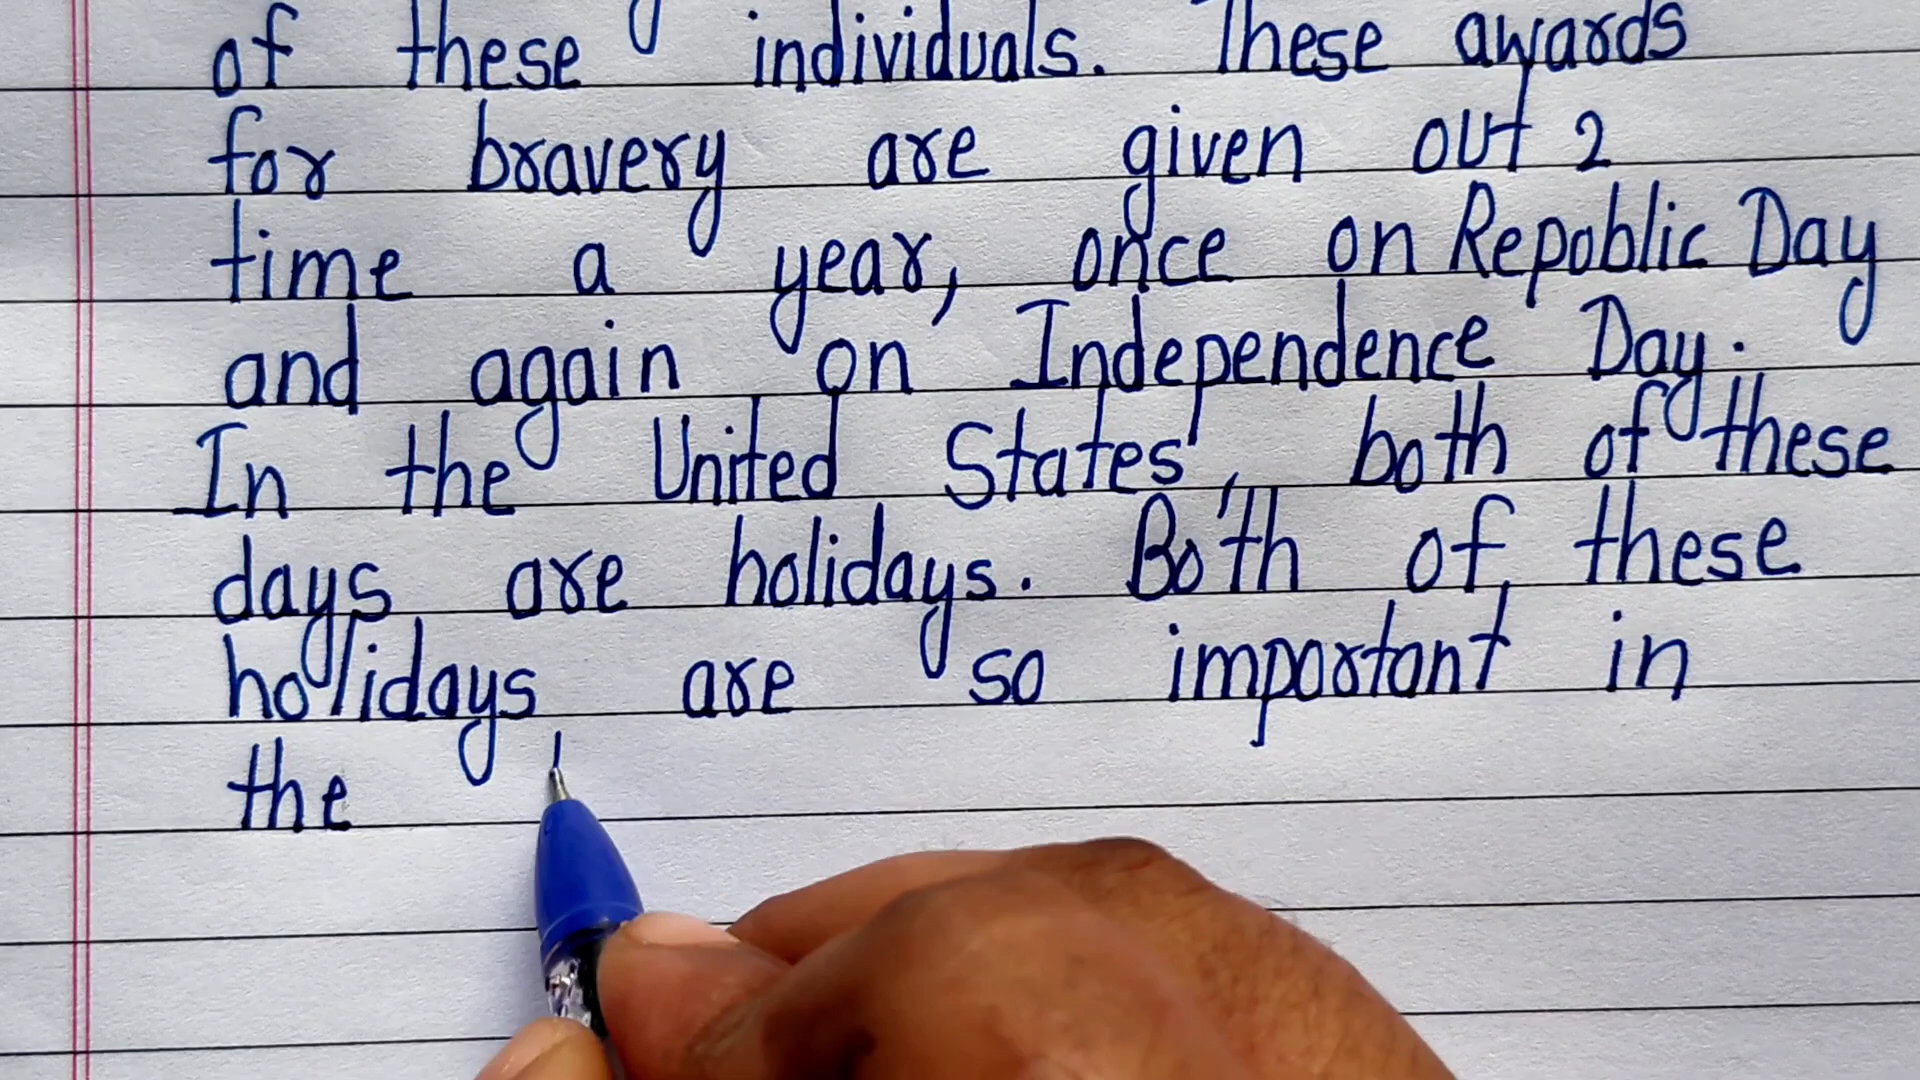 of these individuals. These awards
for bravery are given out 2
time a year, once on Repoblic Day
and again on Independence Day.
In the United States, both of these
days are holidays. Both of these
holidays are so important in
the